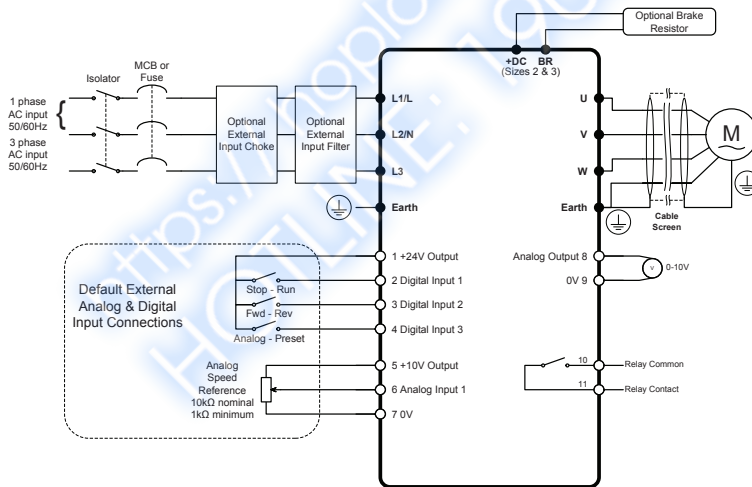 Optional Brake
Resistor
+DC BR
(Sizes 2 & 3)
Isolator
MCB or
Fuse
1 phase
AC input
50/60Hz
3 phase
AC input
50/60Hz
Optional
External
Input Choke
Optional
External
Input Filter
L1/L
L2/N
L3
Earth
U
V
W
Earth
M
Cable
Screen
Default External
Analog & Digital
Input Connections
Stop - Run
Fwd - Rev
Analog - Preset
Analog
Speed
Reference
10kΩ nominal
1kΩ minimum
1 +24V Output
2 Digital Input 1
3 Digital Input 2
4 Digital Input 3
5 +10V Output
6 Analog Input 1
7 0V
Analog Output 8
0V 9
V
0-10V
10
Relay Common
11
Relay Contact